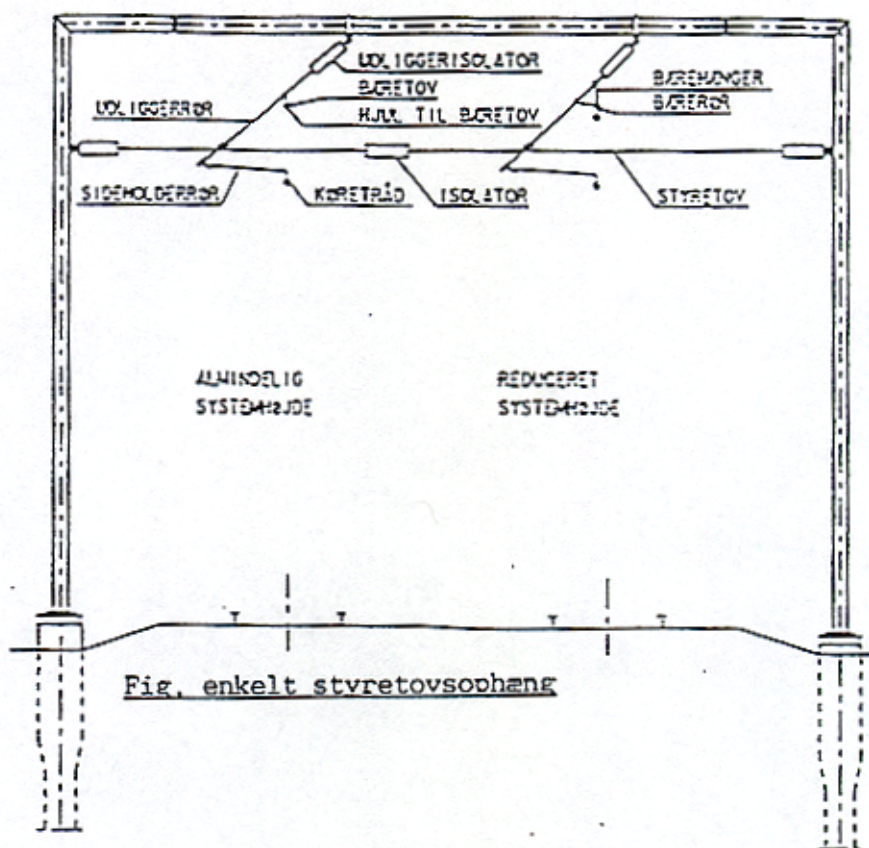 UDLIGGERISOLATOR
BÆRETOV
HJUL TIL BÆRETOV
BÆREHÆNGER
BÆRERØR
UDLIGGERRØR
SIDEHOLDERRØR
KØRETRÅD
ISOLATOR
STYRETOV
ALMINDELIG
SYSTEMHØJDE
REDUCERET
SYSTEMHØJDE
Fig. enkelt styretovsophæng